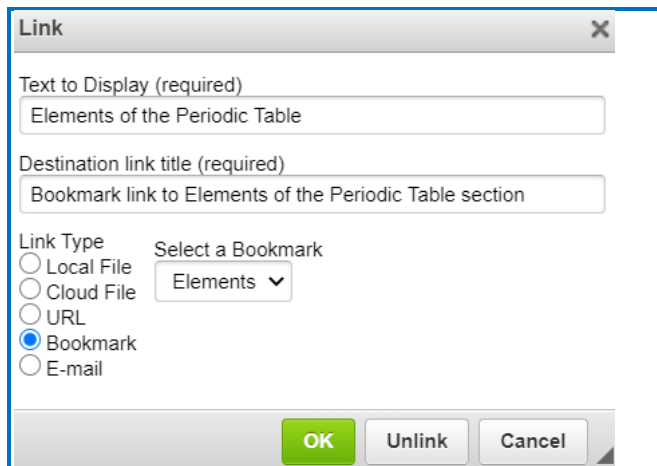 Link
Text to Display (required)
Elements of the Periodic Table
Destination link title (required)
Bookmark link to Elements of the Periodic Table section
Link Type
Select a Bookmark
Local File
Elements
Cloud File
URL
Bookmark
E-mail
OK
Unlink
Cancel